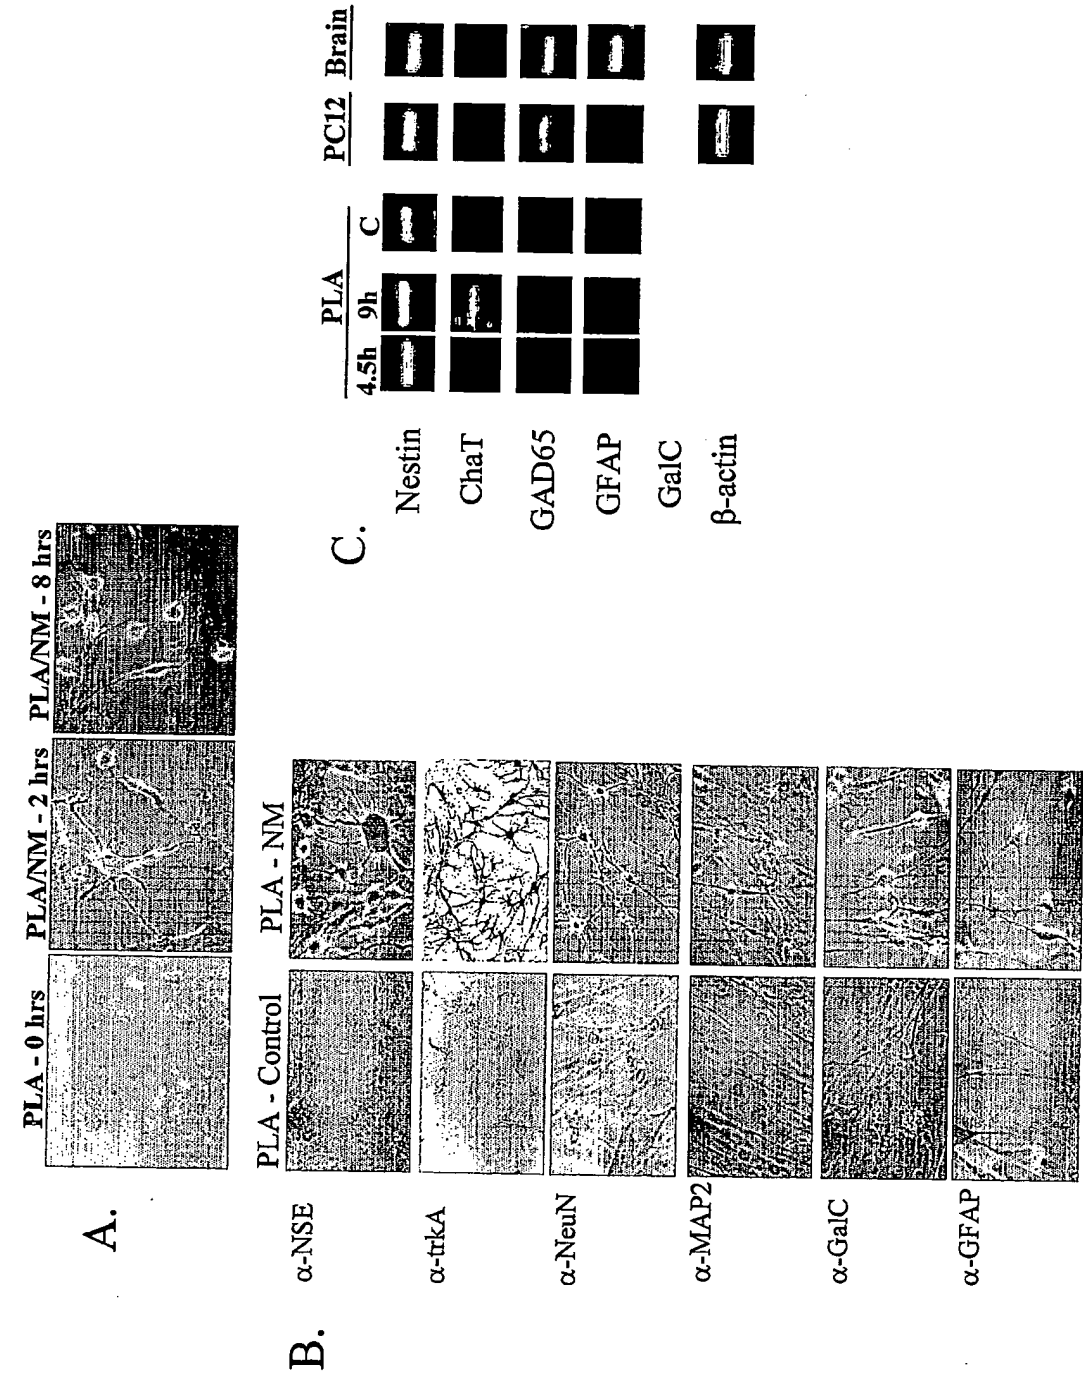 A.
PLA - 0 hrs PLA/NM - 2 hrs PLA/NM - 8 hrs
B.
PLA - Control PLA - NM
α-NSE
α-trkA
α-NeuN
α-MAP2
α-GalC
α-GFAP
C.
PLA PC12 Brain
4.5h 9h C
Nestin
ChaT
GAD65
GFAP
GalC
β-actin